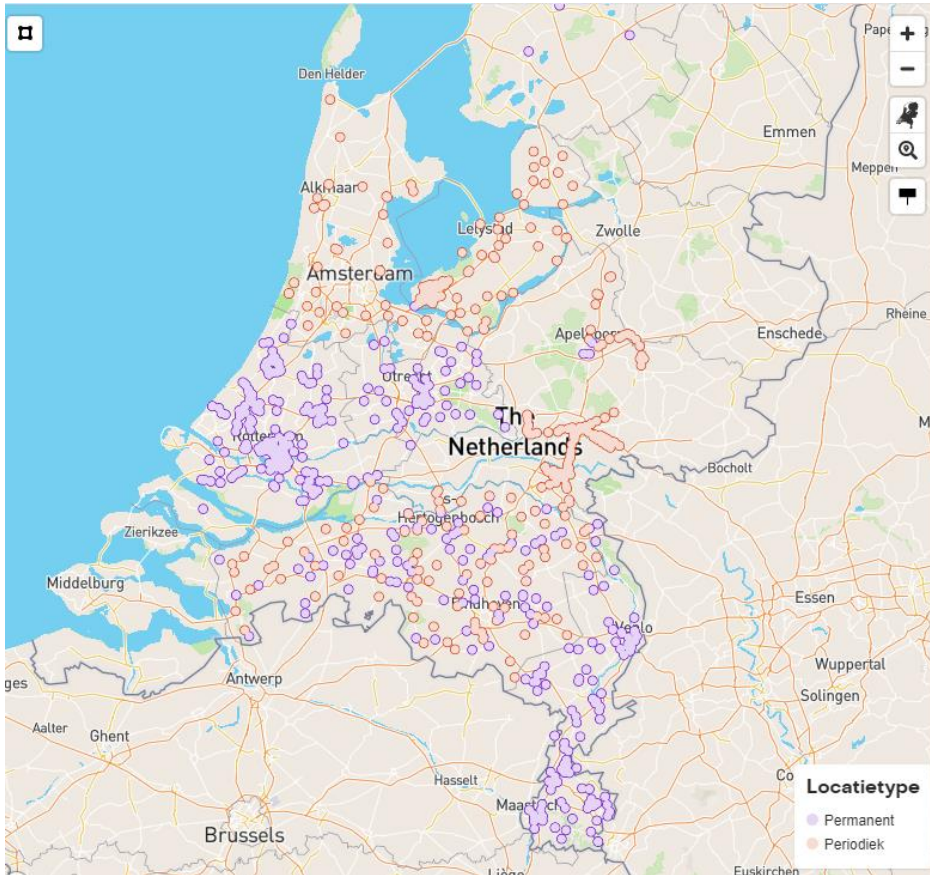 Den Helder
Emmen
Meppen
Alkmaar
Lelystad
Zwolle
Amsterdam
Rheine
Apeldoorn
Enschede
Utrecht
The
Netherlands
Rotterdam
Bocholt
's-
Hertogenbosch
Zierikzee
Middelburg
Essen
Eindhoven
Venlo
Wuppertal
Antwerp
Solingen
Aalter
Ghent
Hasselt
Locatietype
Maastricht
Permanent
Brussels
Periodiek
Liège
Euskirchen